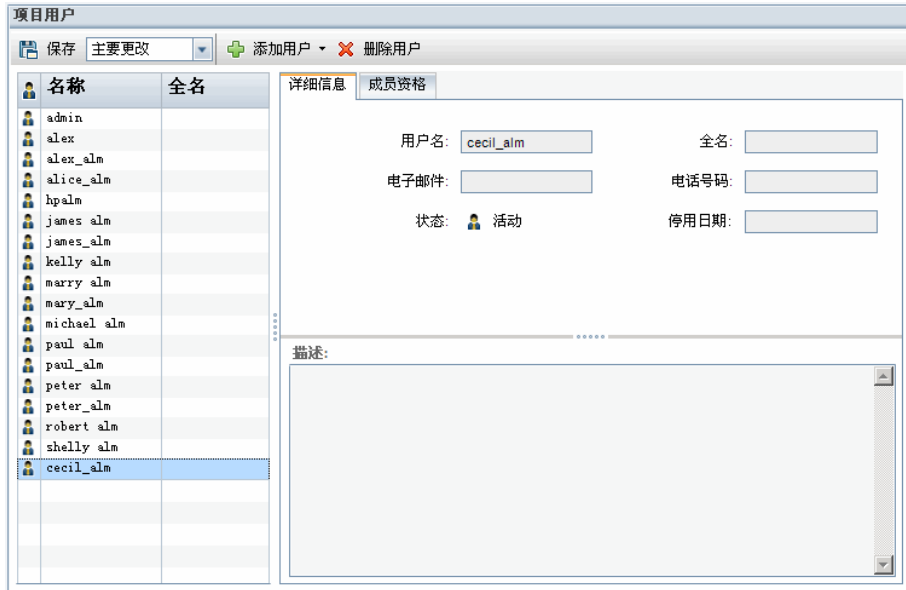 项目用户
保存 主要更改 添加用户 删除用户
名称 全名
admin
alex
alex_alm
alice_alm
hpalm
james alm
james_alm
kelly alm
marry alm
mary_alm
michael alm
paul alm
paul_alm
peter alm
peter_alm
robert alm
shelly alm
cecil_alm
详细信息 成员资格
用户名: cecil_alm 全名:
电子邮件: 电话号码:
状态: 活动 停用日期:
描述: